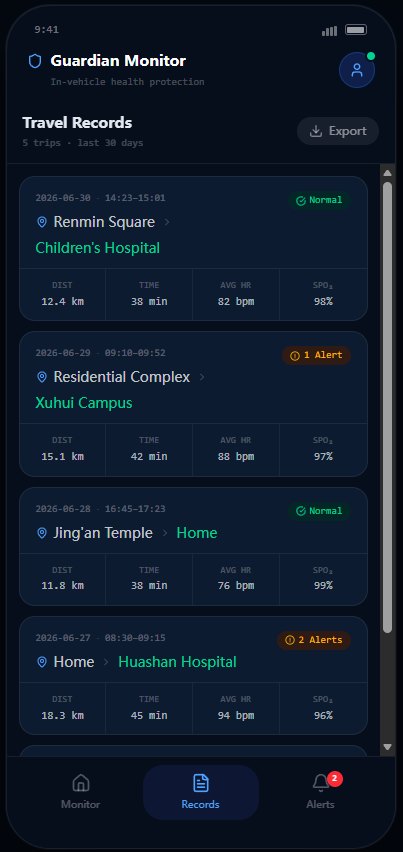 9:41
Guardian Monitor
In-vehicle health protection
Travel Records
5 trips · last 30 days
Export
2026-06-30 · 14:23–15:01
Normal
Renmin Square >
Children's Hospital
DIST TIME AVG HR SPO₂
12.4 km 38 min 82 bpm 98%
2026-06-29 · 09:10–09:52
1 Alert
Residential Complex >
Xuhui Campus
DIST TIME AVG HR SPO₂
15.1 km 42 min 88 bpm 97%
2026-06-28 · 16:45–17:23
Normal
Jing'an Temple > Home
DIST TIME AVG HR SPO₂
11.8 km 38 min 76 bpm 99%
2026-06-27 · 08:30–09:15
2 Alerts
Home > Huashan Hospital
DIST TIME AVG HR SPO₂
18.3 km 45 min 94 bpm 96%
2
Monitor Records Alerts